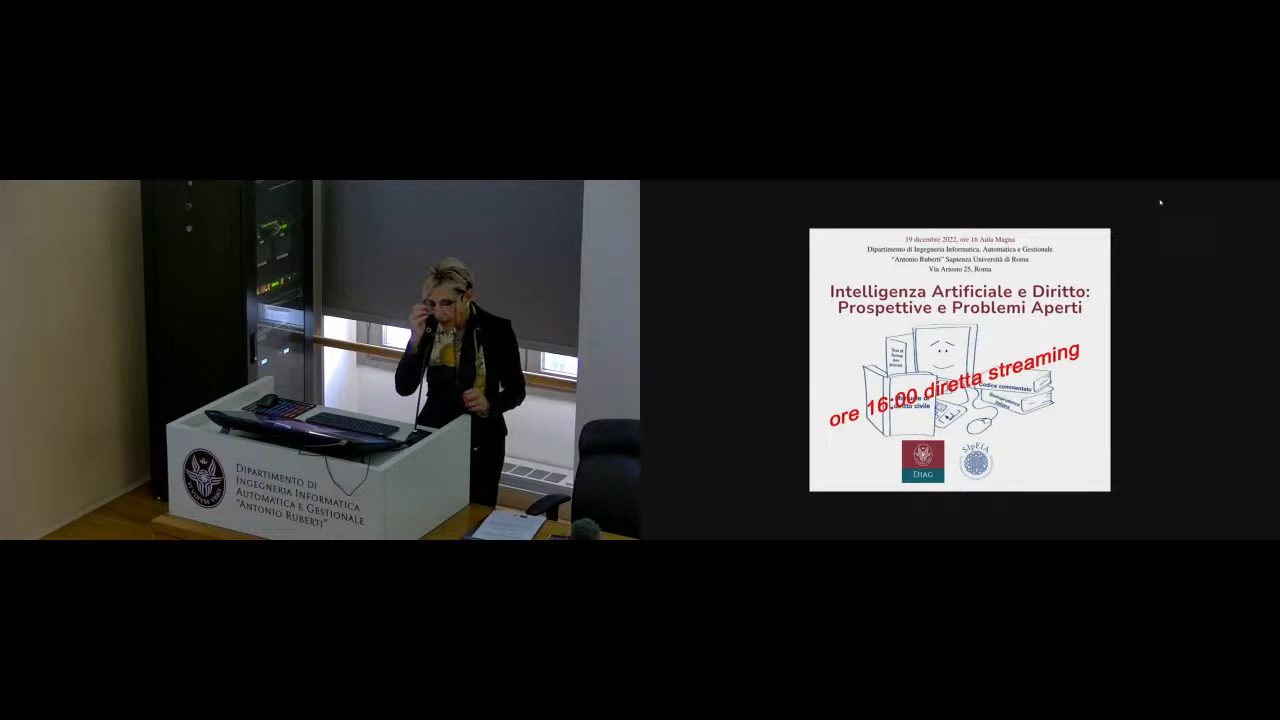 DIPARTIMENTO DI
INGEGNERIA INFORMATICA
AUTOMATICA E GESTIONALE
"ANTONIO RUBERTI"
19 dicembre 2022, ore 16 Aula Magna
Dipartimento di Ingegneria Informatica, Automatica e Gestionale
"Antonio Ruberti" Sapienza Università di Roma
Via Ariosto 25, Roma
Intelligenza Artificiale e Diritto:
Prospettive e Problemi Aperti
ore 16:00 diretta streaming
Codice commentato
diritto civile
DIAG
SIpEIA